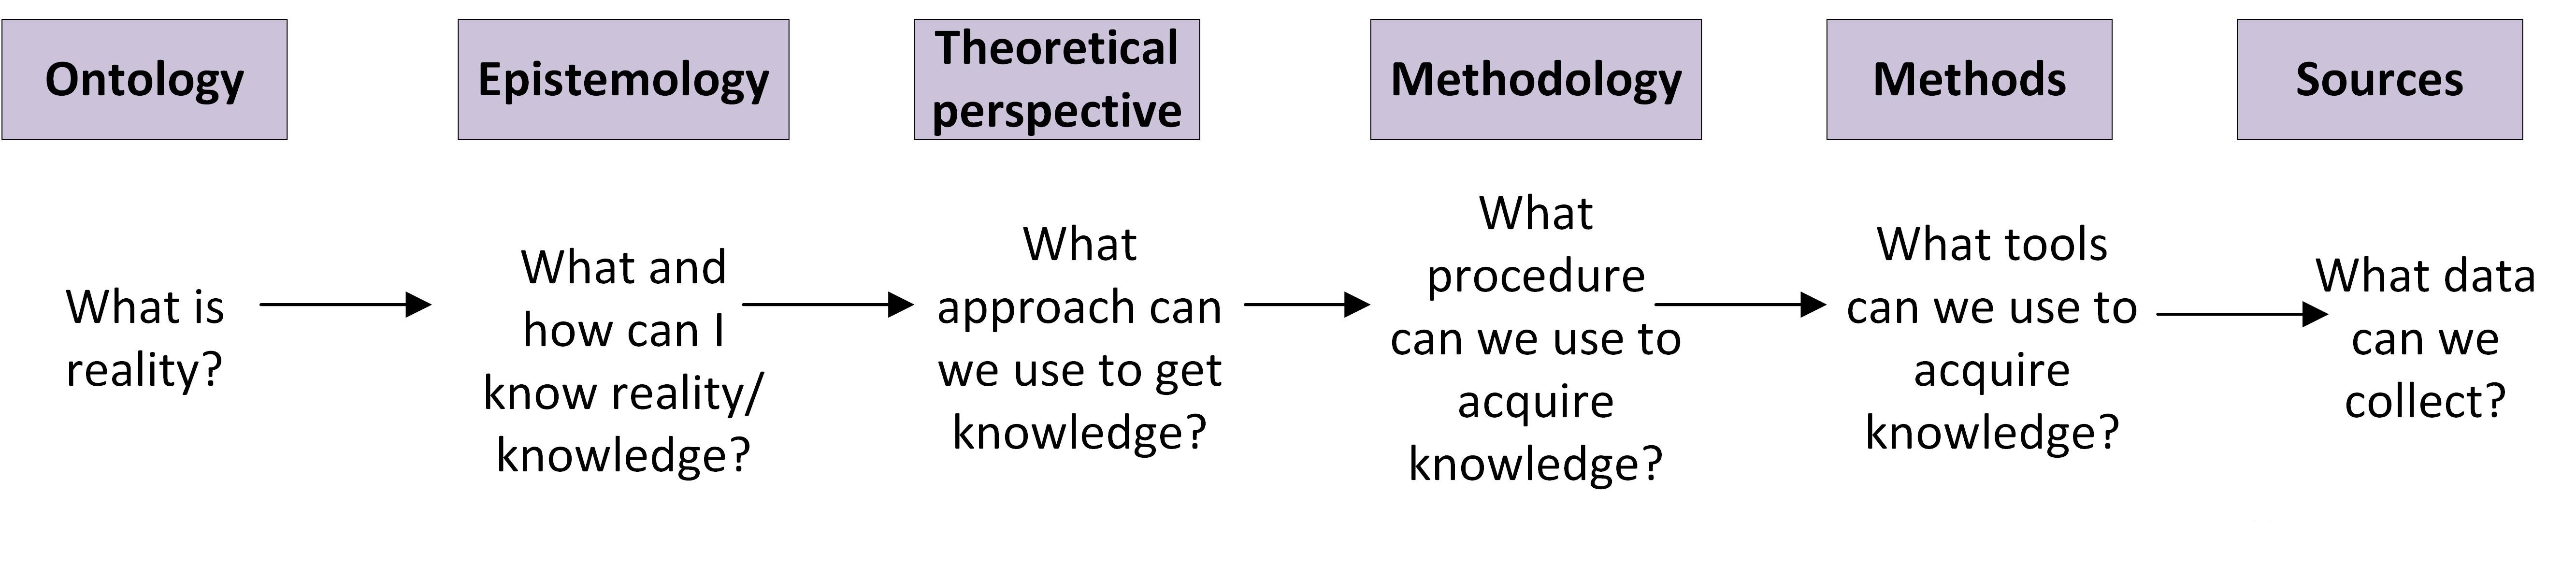 Ontology
Epistemology
Theoretical
perspective
Methodology
Methods
Sources
What is
reality?
What and
how can I
know reality/
knowledge?
What
approach can
we use to get
knowledge?
What
procedure
can we use to
acquire
knowledge?
What tools
can we use to
acquire
knowledge?
What data
can we
collect?